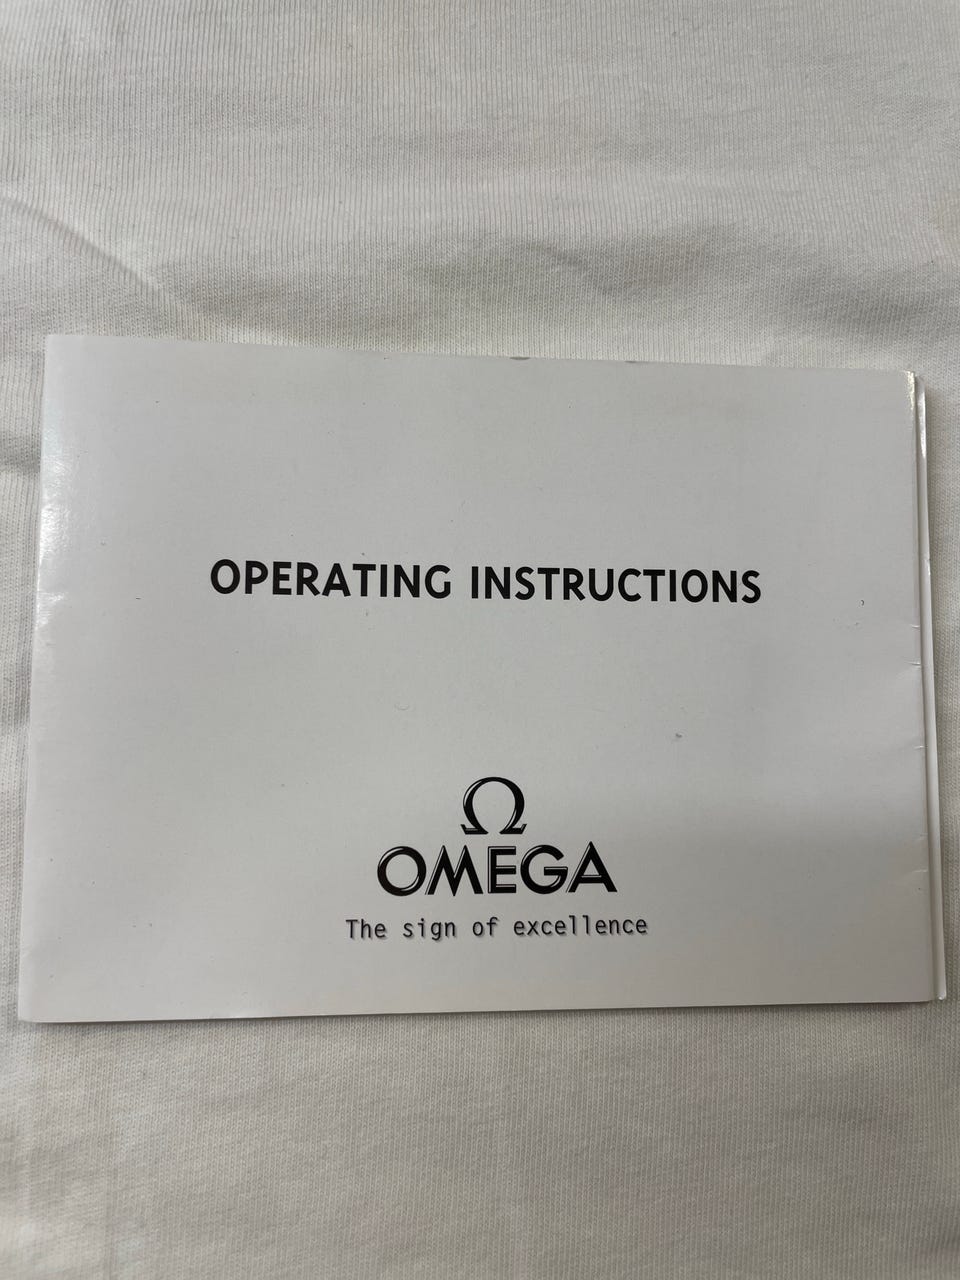 OPERATING INSTRUCTIONS
Ω
OMEGA
The sign of excellence